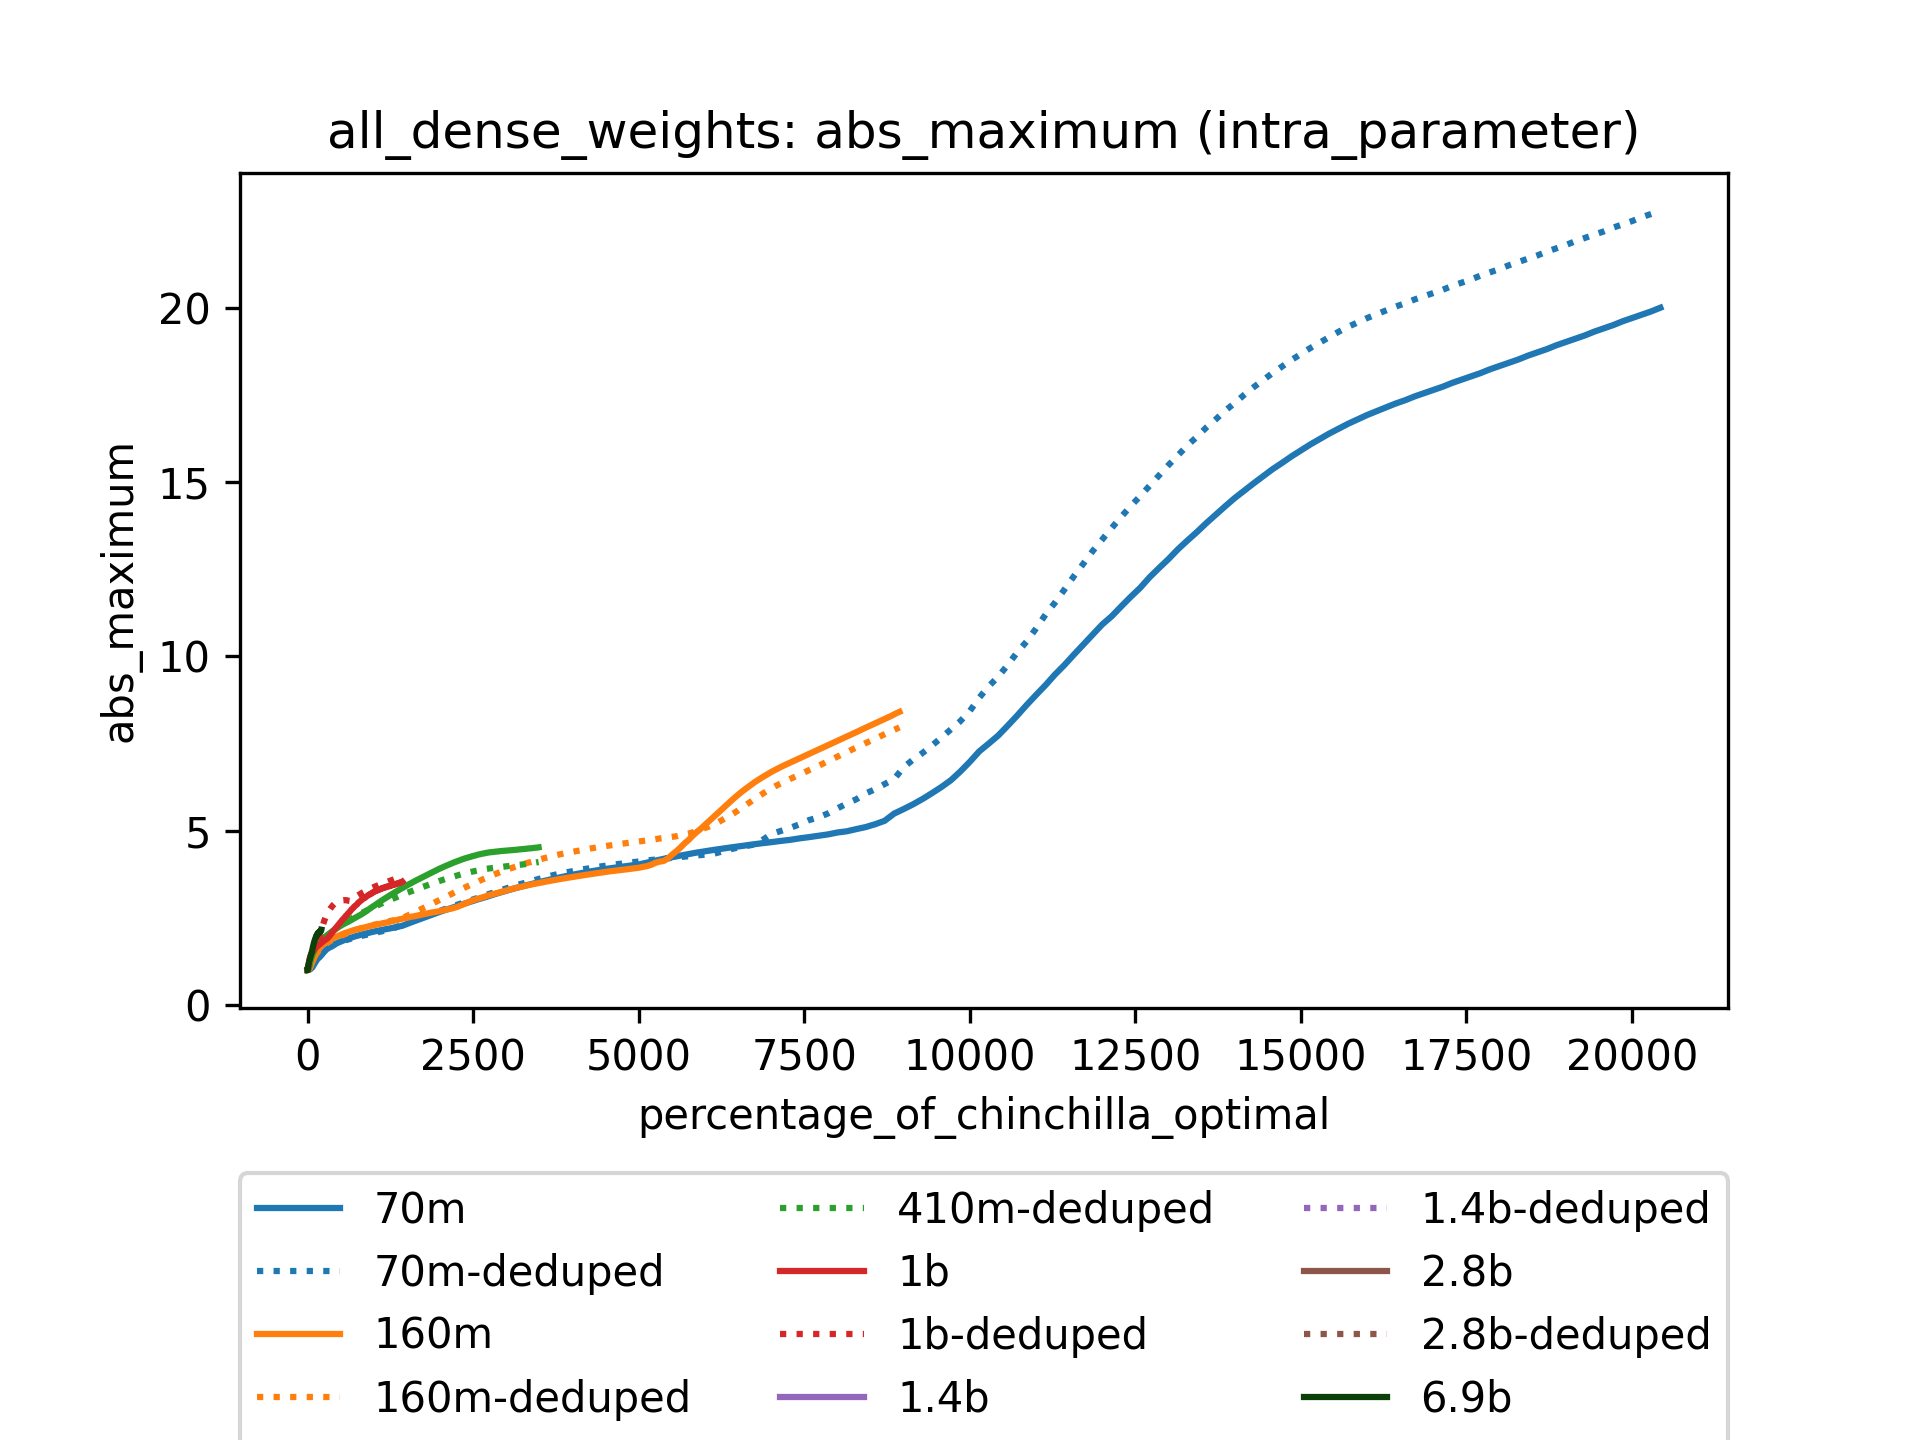 all_dense_weights: abs_maximum (intra_parameter)
abs_maximum
20
15
10
5
0
0 2500 5000 7500 10000 12500 15000 17500 20000
percentage_of_chinchilla_optimal
70m 410m-deduped 1.4b-deduped
70m-deduped 1b 2.8b
160m 1b-deduped 2.8b-deduped
160m-deduped 1.4b 6.9b